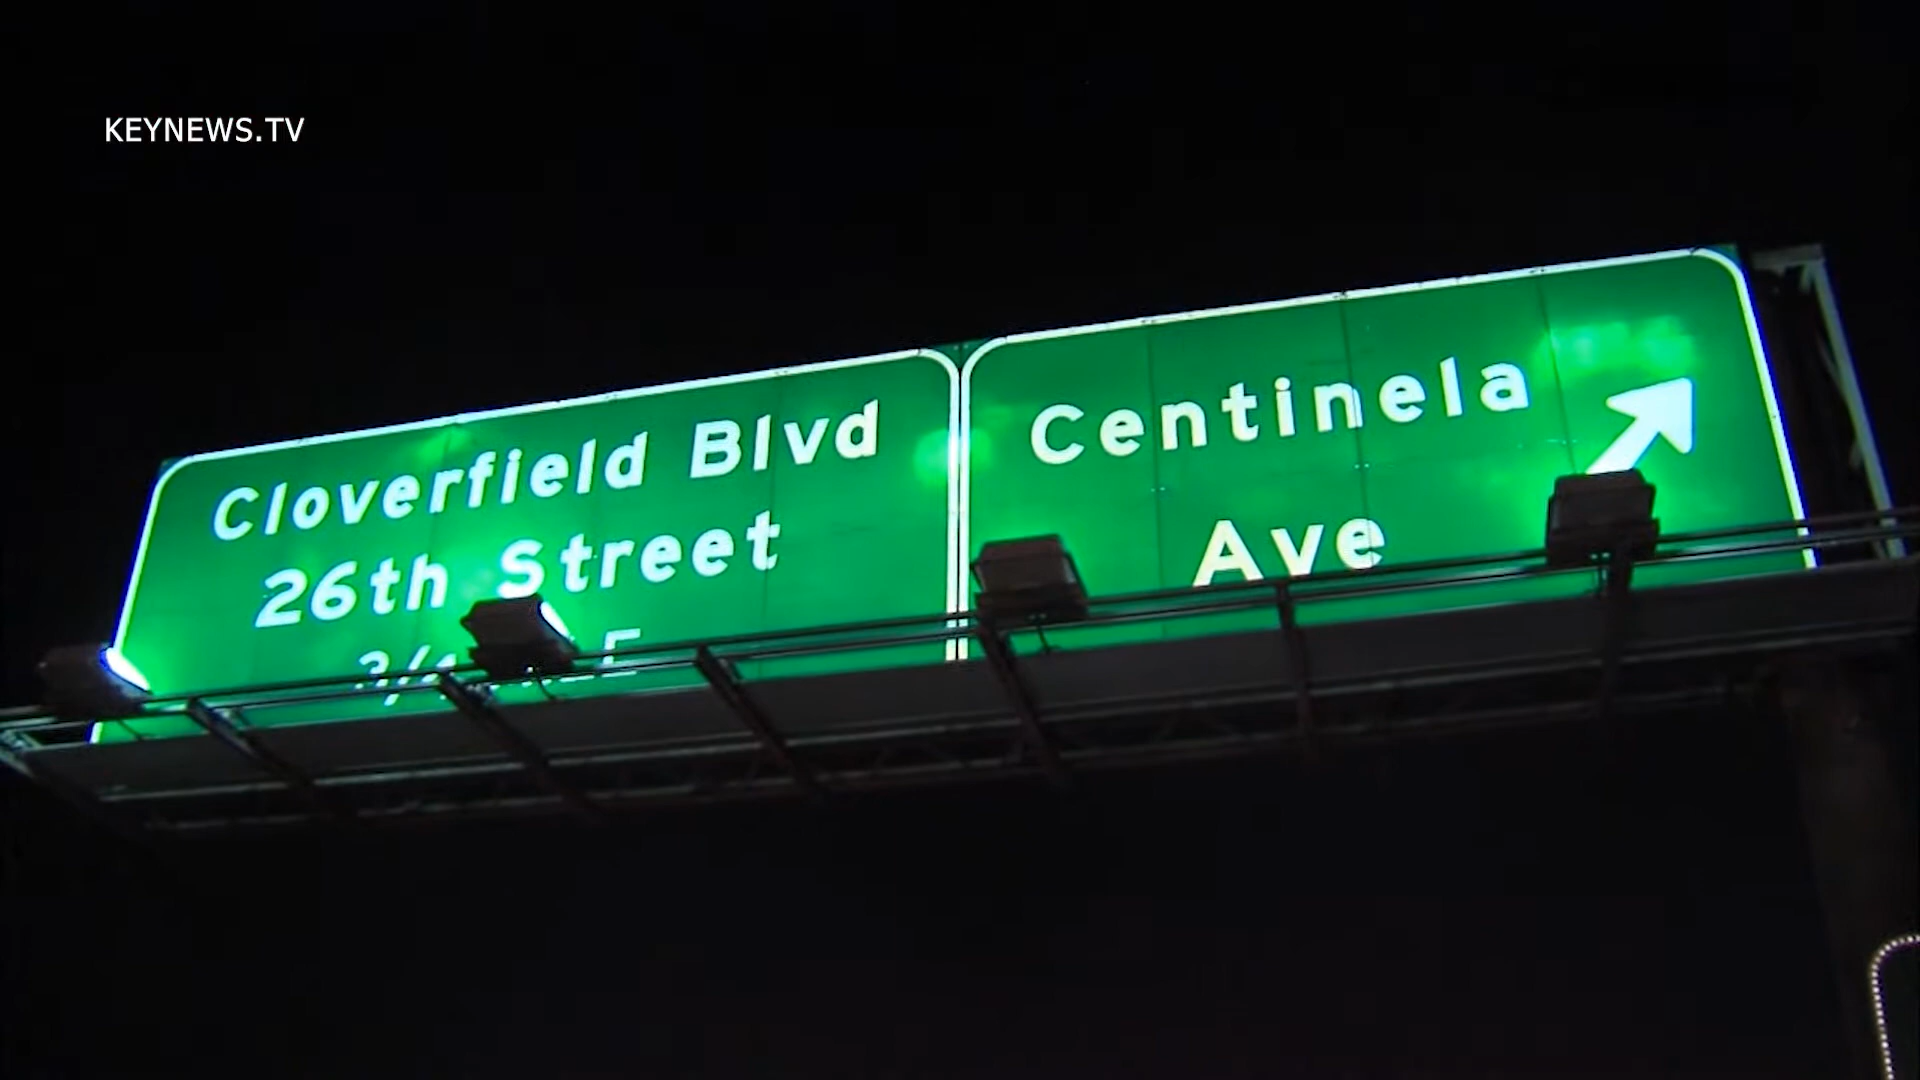 KEYNEWS.TV
Cloverfield Blvd
26th Street
Centinela
Ave